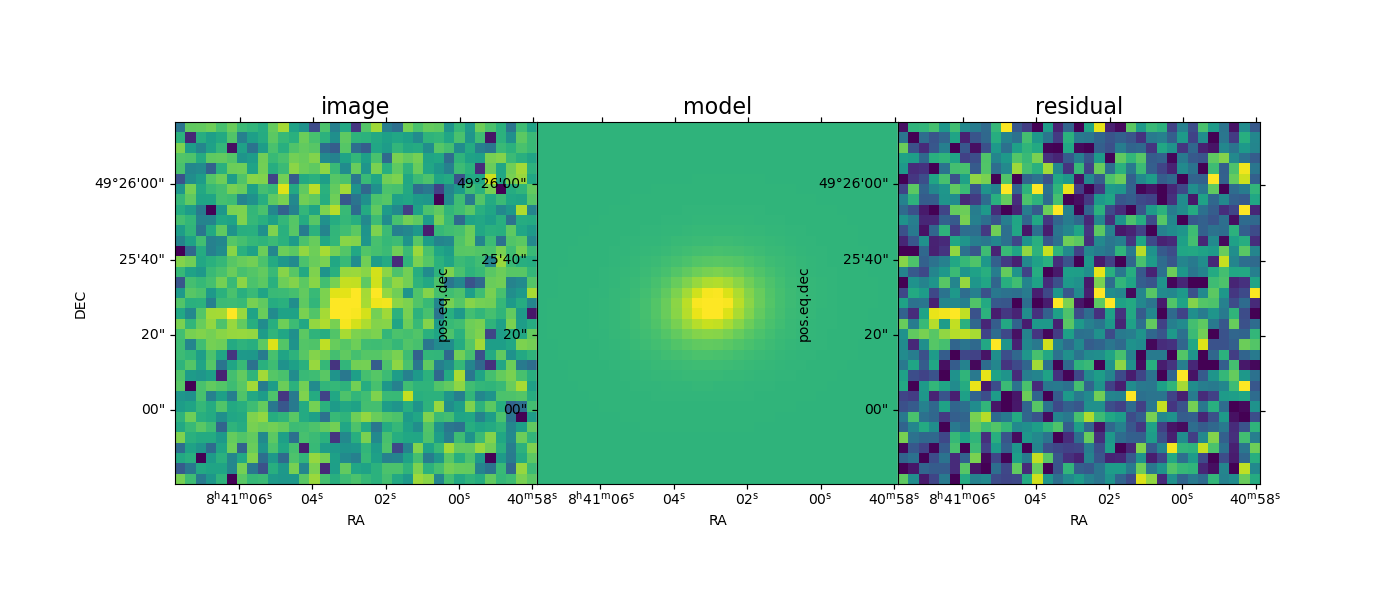 image model residual
49°26'00" 49°26'00" 49°26'00"
25'40" 25'40" 25'40"
DEC pos.eq.dec pos.eq.dec
20" 20" 20"
00" 00" 00"
8ʰ41ᵐ06ˢ 04ˢ 02ˢ 00ˢ 40ᵐ58ˢ 8ʰ41ᵐ06ˢ 04ˢ 02ˢ 00ˢ 40ᵐ58ˢ 8ʰ41ᵐ06ˢ 04ˢ 02ˢ 00ˢ 40ᵐ58ˢ
RA RA RA